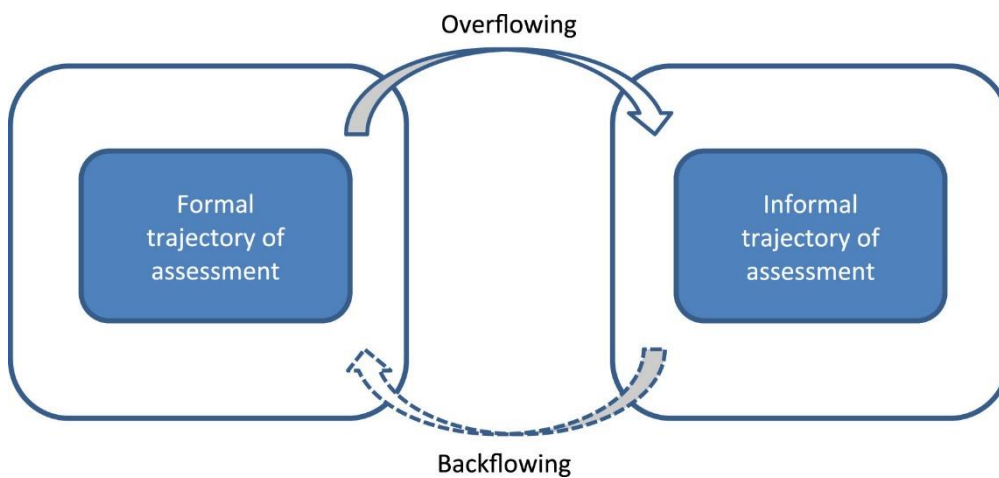 Overflowing
Formal
trajectory of
assessment
Informal
trajectory of
assessment
Backflowing